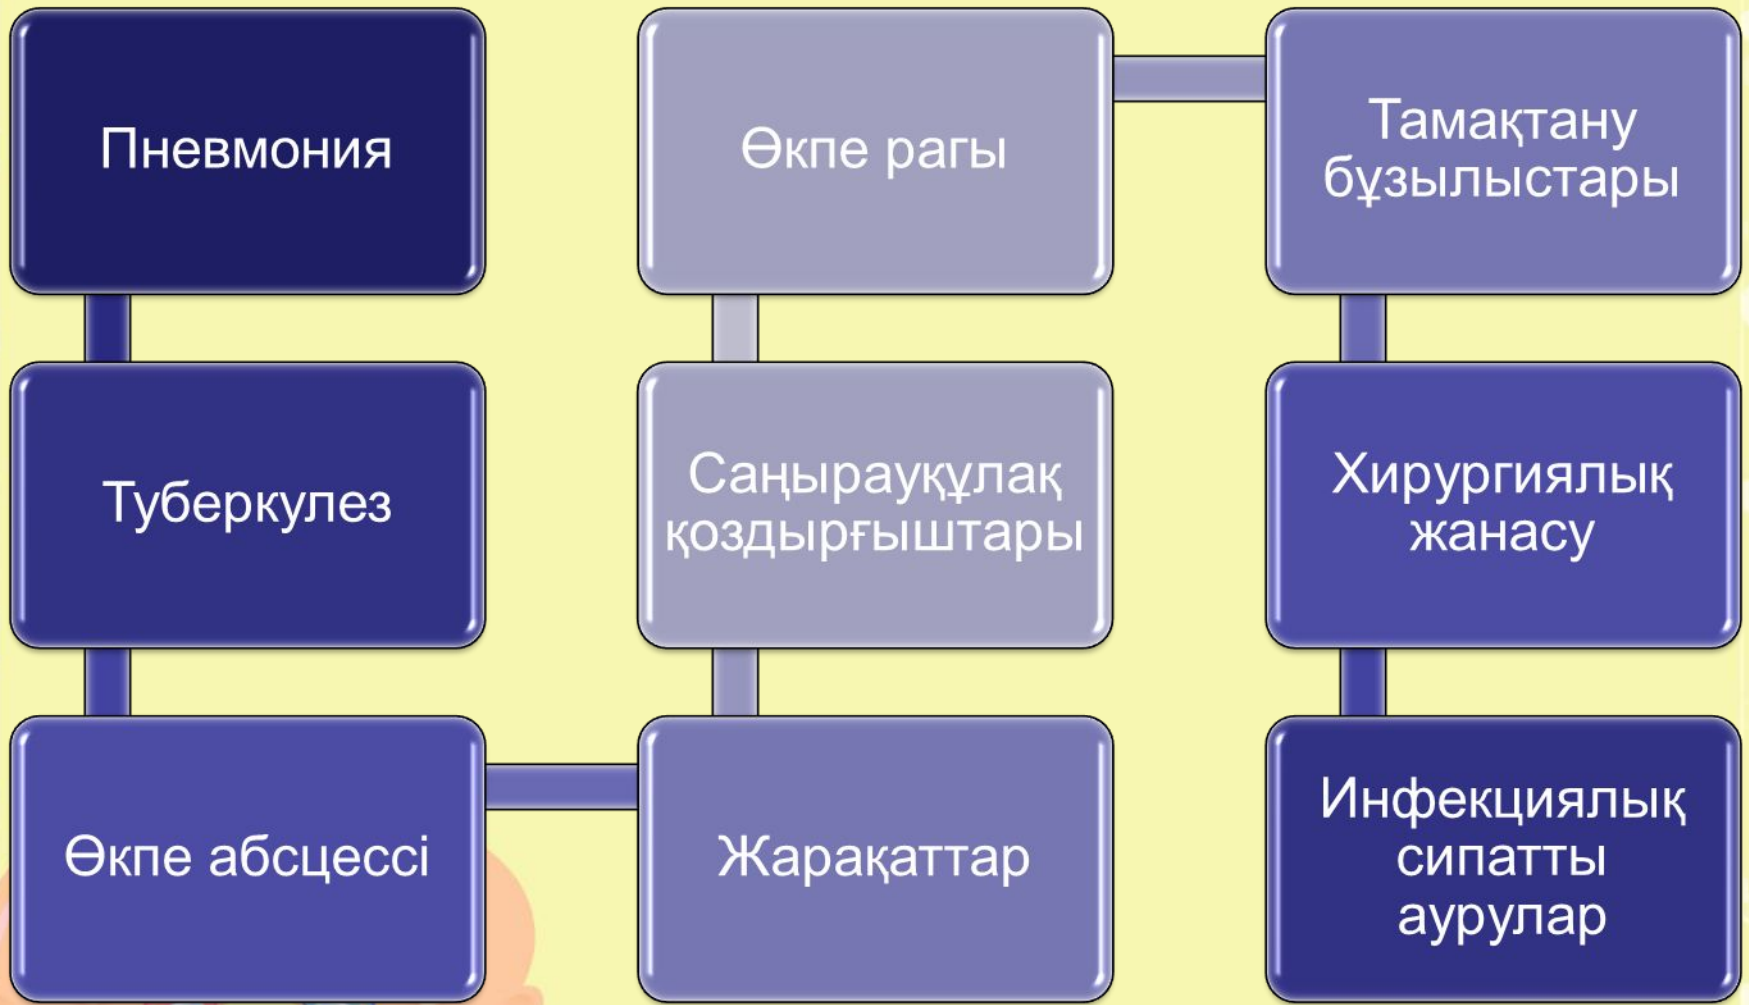 Пневмония
Туберкулез
Өкпе абсцессі
Жарақаттар
Саңырауқұлақ
қоздырғыштары
Өкпе рагы
Тамақтану
бұзылыстары
Хирургиялық
жанасу
Инфекциялық
сипатты
аурулар